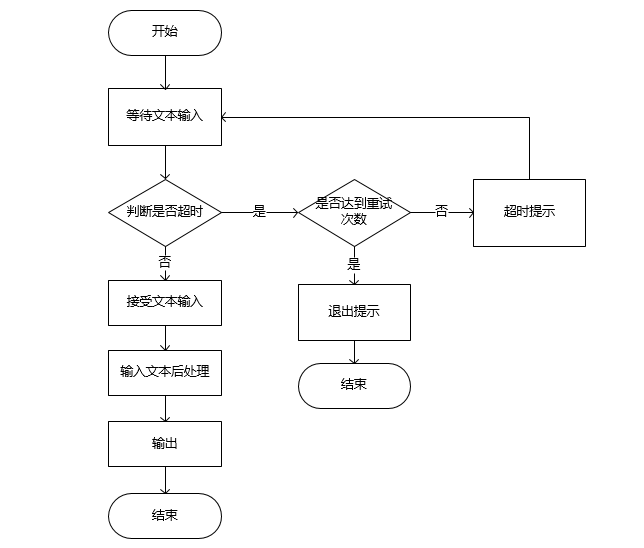 开始
等待文本输入
判断是否超时
是
是否达到重试
次数
否
超时提示
否
是
接受文本输入
退出提示
输入文本后处理
结束
输出
结束